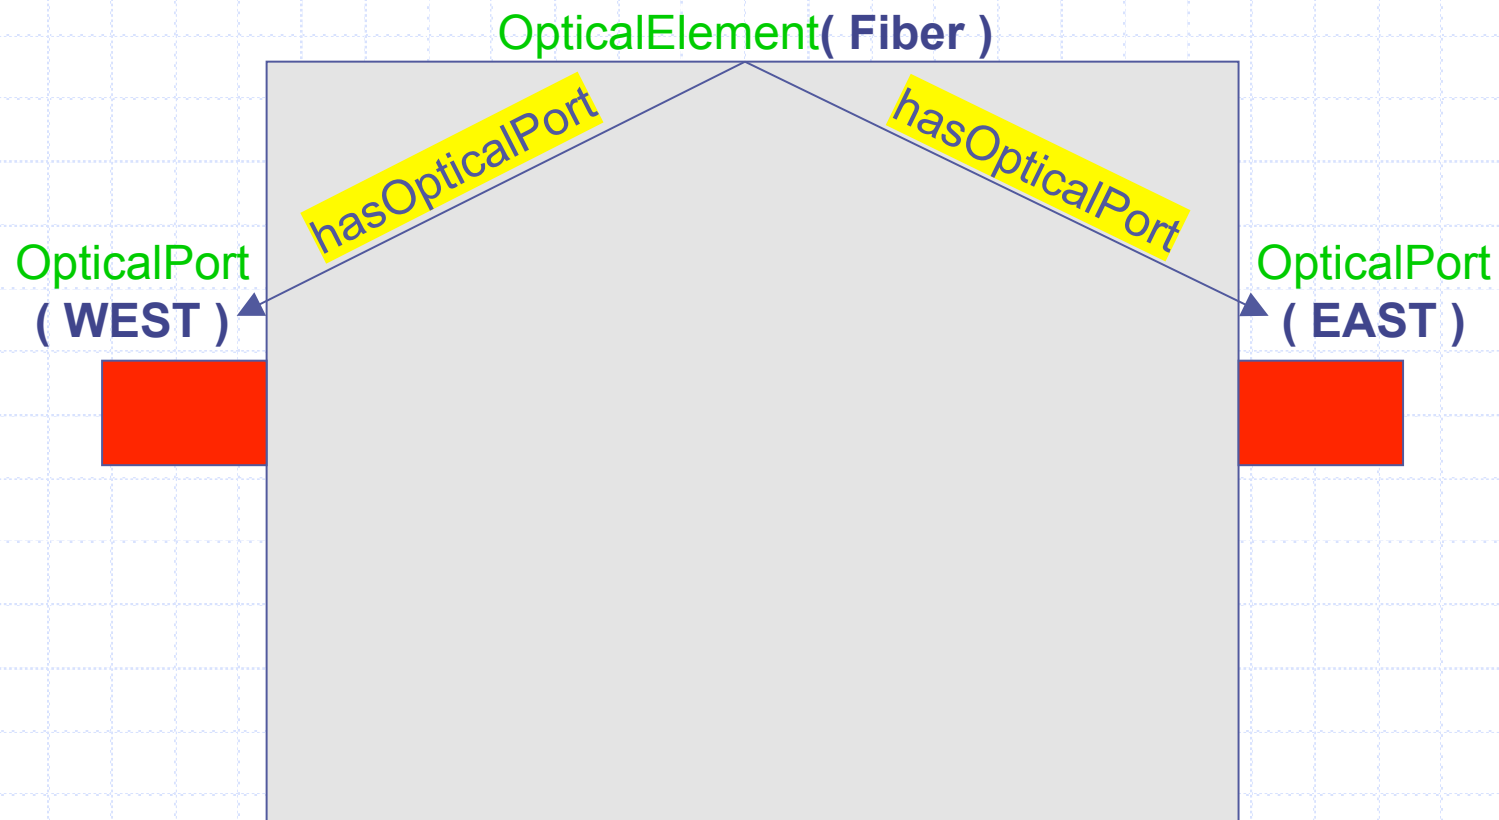 OpticalElement( Fiber )
hasOpticalPort
hasOpticalPort
OpticalPort
( WEST )
OpticalPort
( EAST )